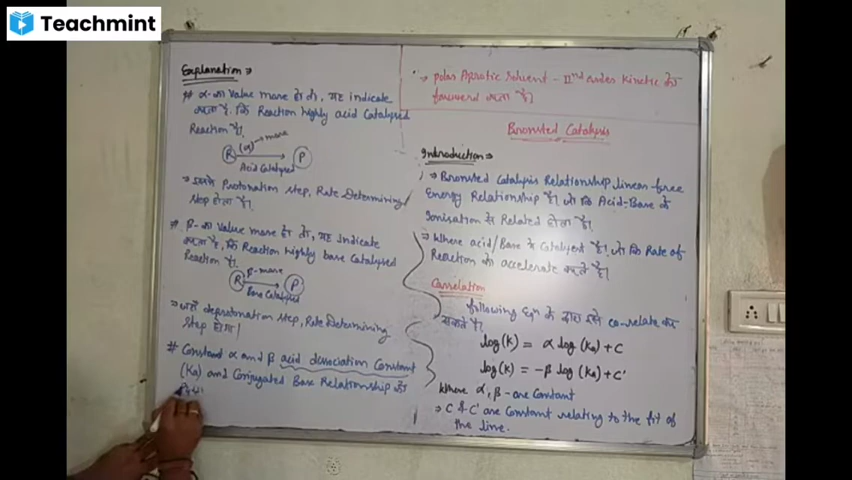 Teachmint
Explanation :→
# α- का Value more हो तो, यह indicate
करता है, कि Reaction highly acid Catalysed
Reaction है।
R (α)→more P
Acid Catalysed
→ इसमें Protonation step, Rate Determining
step होता है।
# β- का Value more हो तो, यह Indicate
करता है, कि Reaction highly base Catalysed
Reaction है।
R β-more P
Base Catalysed
→ यहाँ deprotonation step, Rate Determining
Step होगा।
# Constant α and β acid dissociation Constant
(Ka) and Conjugated Base Relationship को
→ polar Aprotic Solvent - IInd order kinetic को
favoured करता है।
Bronsted Catalysis
Introduction :→
→ Bronsted Catalysis Relationship, linear free
Energy Relationship है। जो कि Acid-Base के
Ionisation से Related होता है।
→ Where acid/Base is Catalyst है। जो कि Rate of
Reaction को accelerate करते है।
Correlation
following Eqn के द्वारा इसे co-relate कर
सकते है।
log(k) = α log (Ka) + C
log(k) = -β log (Ka) + C'
Where α, β - are Constant
→ C & C' are Constant relating to the fit of
the line.